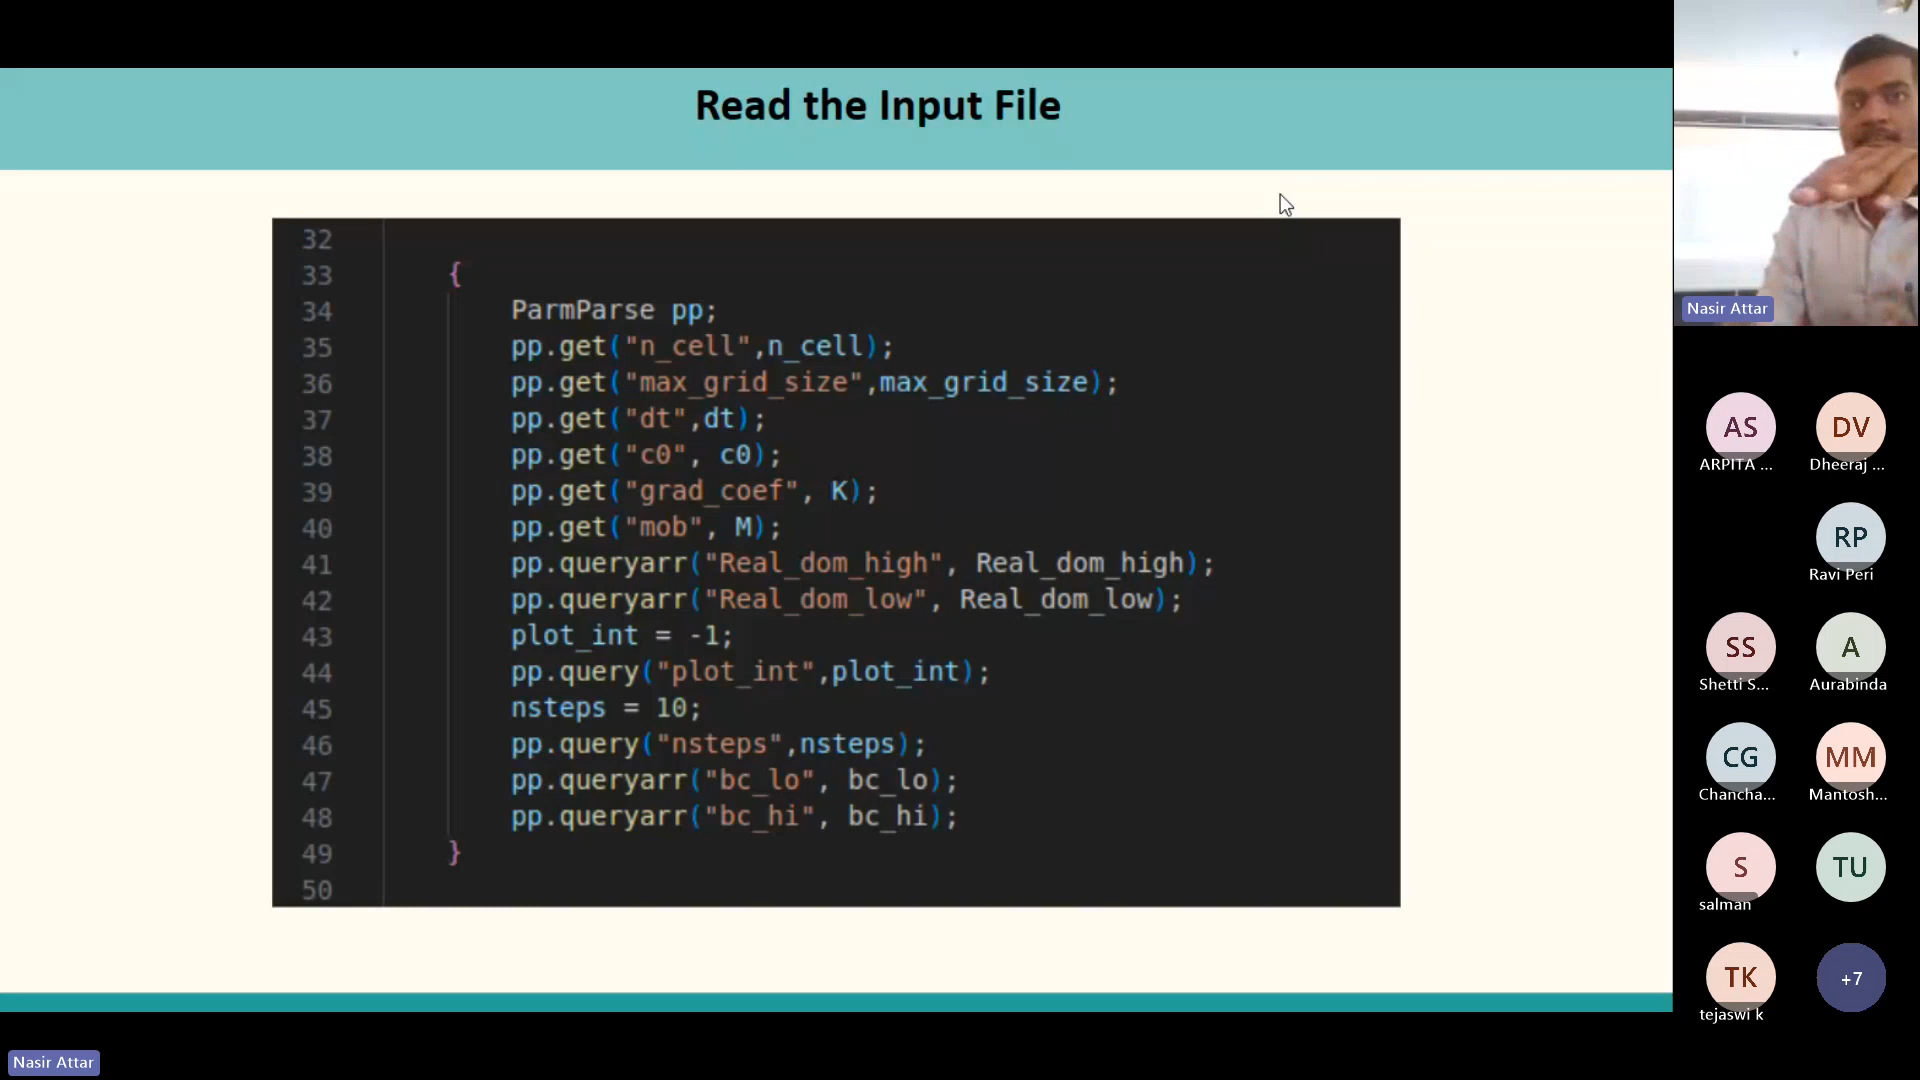 Read the Input File
32
33 {
34 ParmParse pp;
35 pp.get("n_cell",n_cell);
36 pp.get("max_grid_size",max_grid_size);
37 pp.get("dt",dt);
38 pp.get("c0", c0);
39 pp.get("grad_coef", K);
40 pp.get("mob", M);
41 pp.queryarr("Real_dom_high", Real_dom_high);
42 pp.queryarr("Real_dom_low", Real_dom_low);
43 plot_int = -1;
44 pp.query("plot_int",plot_int);
45 nsteps = 10;
46 pp.query("nsteps",nsteps);
47 pp.queryarr("bc_lo", bc_lo);
48 pp.queryarr("bc_hi", bc_hi);
49 }
50
Nasir Attar
AS
ARPITA ...
DV
Dheeraj ...
RP
Ravi Peri
SS
Shetti S...
A
Aurabinda
CG
Chancha...
MM
Mantosh...
S
salman
TU
TK
tejaswi k
+7
Nasir Attar